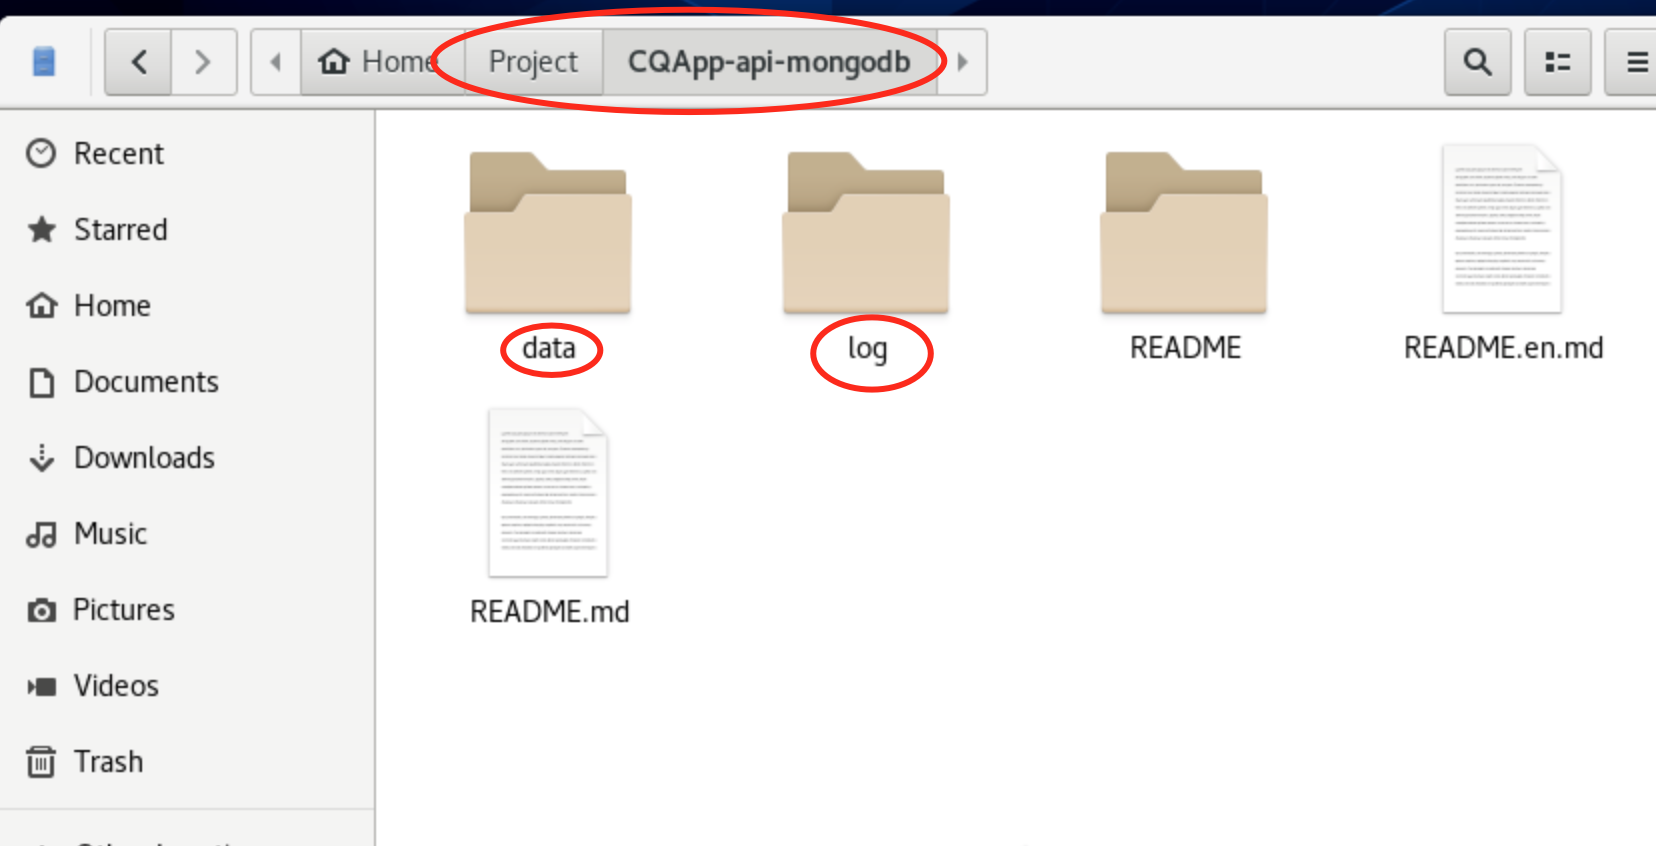 Home Project CQApp-api-mongodb
Recent
Starred
Home
Documents
Downloads
Music
Pictures
Videos
Trash
data log README README.en.md
README.md